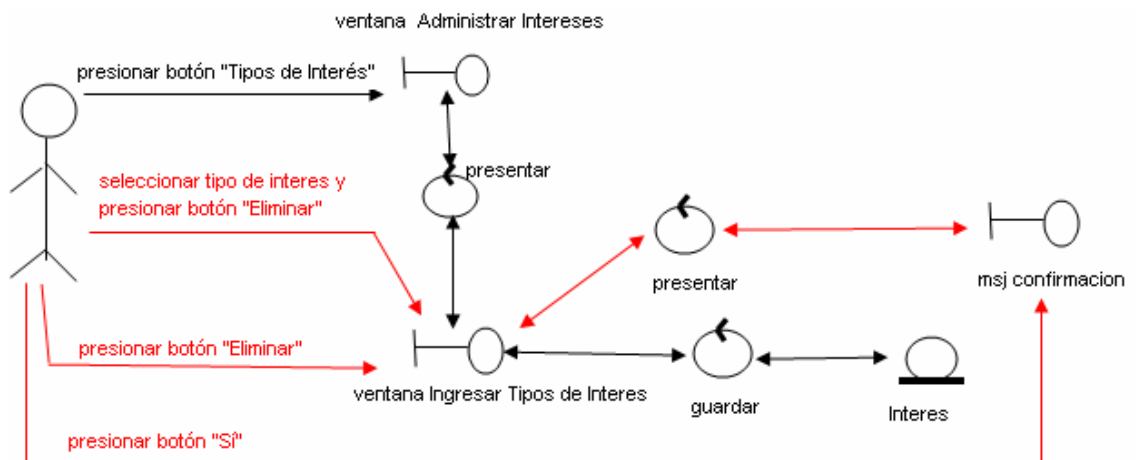 ventana Administrar Intereses
presionar botón "Tipos de Interés"
presentar
seleccionar tipo de interes y
presionar botón "Eliminar"
presentar
msj confirmacion
presionar botón "Eliminar"
ventana Ingresar Tipos de Interes
guardar
Interes
presionar botón "Sí"